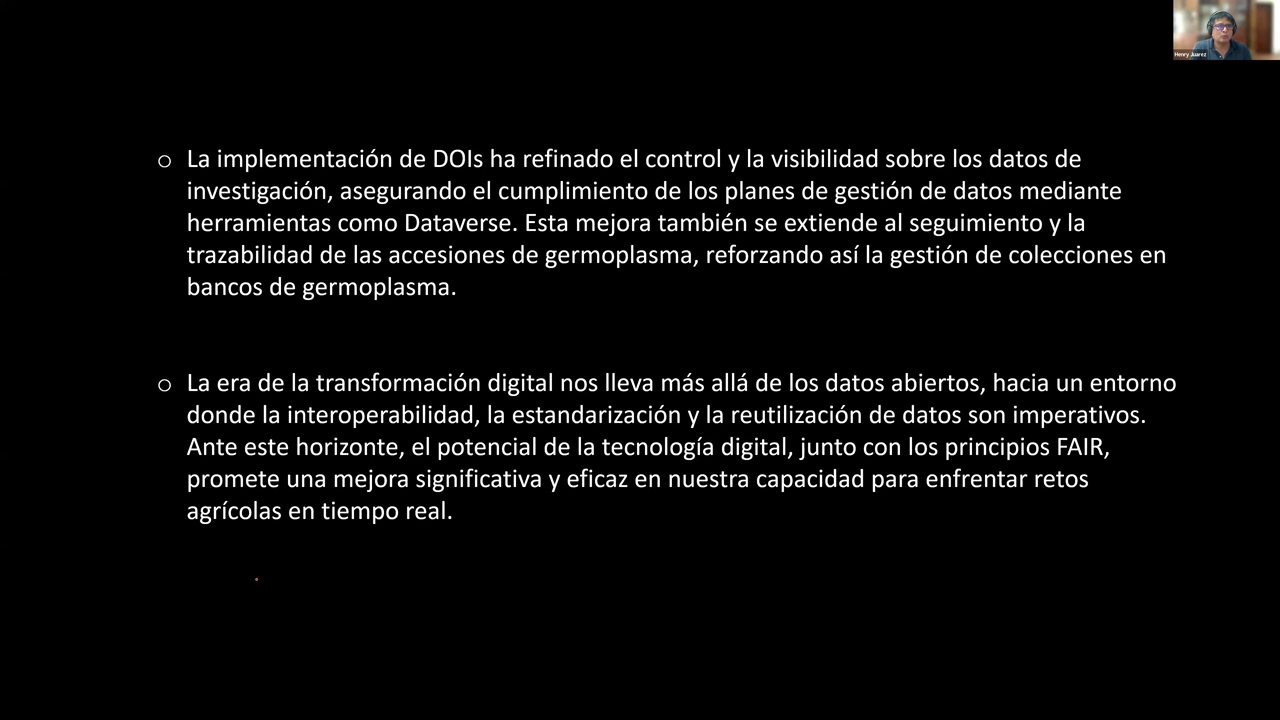 Henry Juarez
○ La implementación de DOIs ha refinado el control y la visibilidad sobre los datos de
investigación, asegurando el cumplimiento de los planes de gestión de datos mediante
herramientas como Dataverse. Esta mejora también se extiende al seguimiento y la
trazabilidad de las accesiones de germoplasma, reforzando así la gestión de colecciones en
bancos de germoplasma.
○ La era de la transformación digital nos lleva más allá de los datos abiertos, hacia un entorno
donde la interoperabilidad, la estandarización y la reutilización de datos son imperativos.
Ante este horizonte, el potencial de la tecnología digital, junto con los principios FAIR,
promete una mejora significativa y eficaz en nuestra capacidad para enfrentar retos
agrícolas en tiempo real.